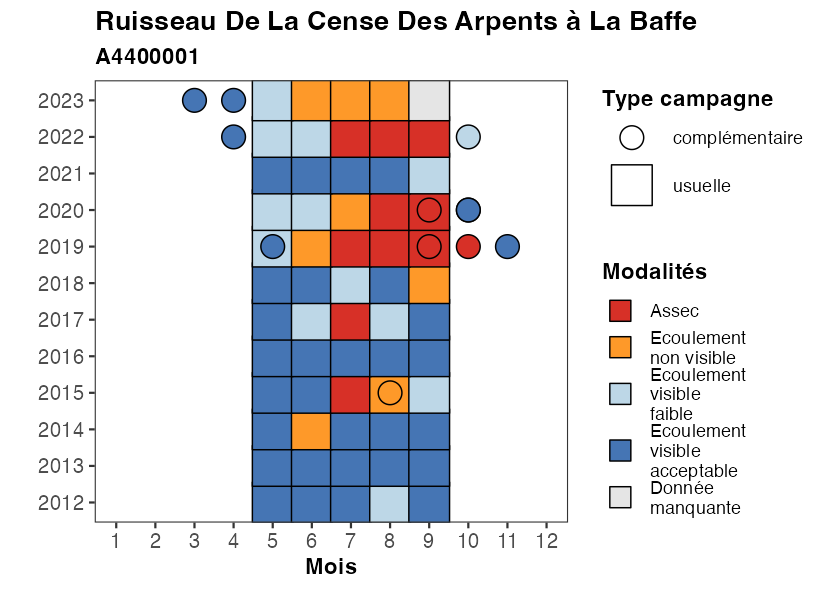 Ruisseau De La Cense Des Arpents à La Baffe
A4400001
2023
2022
2021
2020
2019
2018
2017
2016
2015
2014
2013
2012
1 2 3 4 5 6 7 8 9 10 11 12
Mois
Type campagne
complémentaire
usuelle
Modalités
Assec
Ecoulement
non visible
Ecoulement
visible
faible
Ecoulement
visible
acceptable
Donnée
manquante